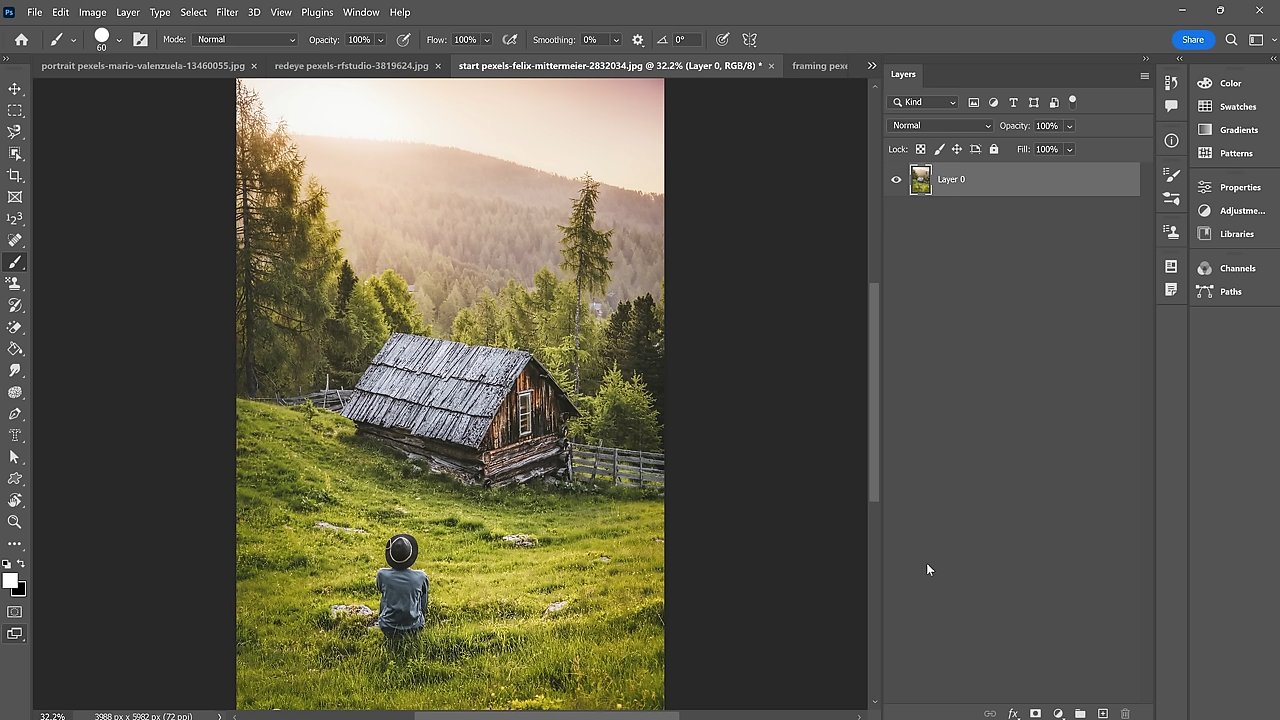 Ps File Edit Image Layer Type Select Filter 3D View Plugins Window Help
60 Mode: Normal Opacity: 100% Flow: 100% Smoothing: 0% 0° Share
portrait pexels-mario-valenzuela-13460055.jpg × redeye pexels-rfstudio-3819624.jpg × start pexels-felix-mittermeier-2832034.jpg @ 32.2% (Layer 0, RGB/8) * × framing pexe
Layers
Kind
Normal Opacity: 100%
Lock: Fill: 100%
Layer 0
Color
Swatches
Gradients
Patterns
Properties
Adjustme...
Libraries
Channels
Paths
32.2% 3988 px x 5982 px (72 ppi)
fx